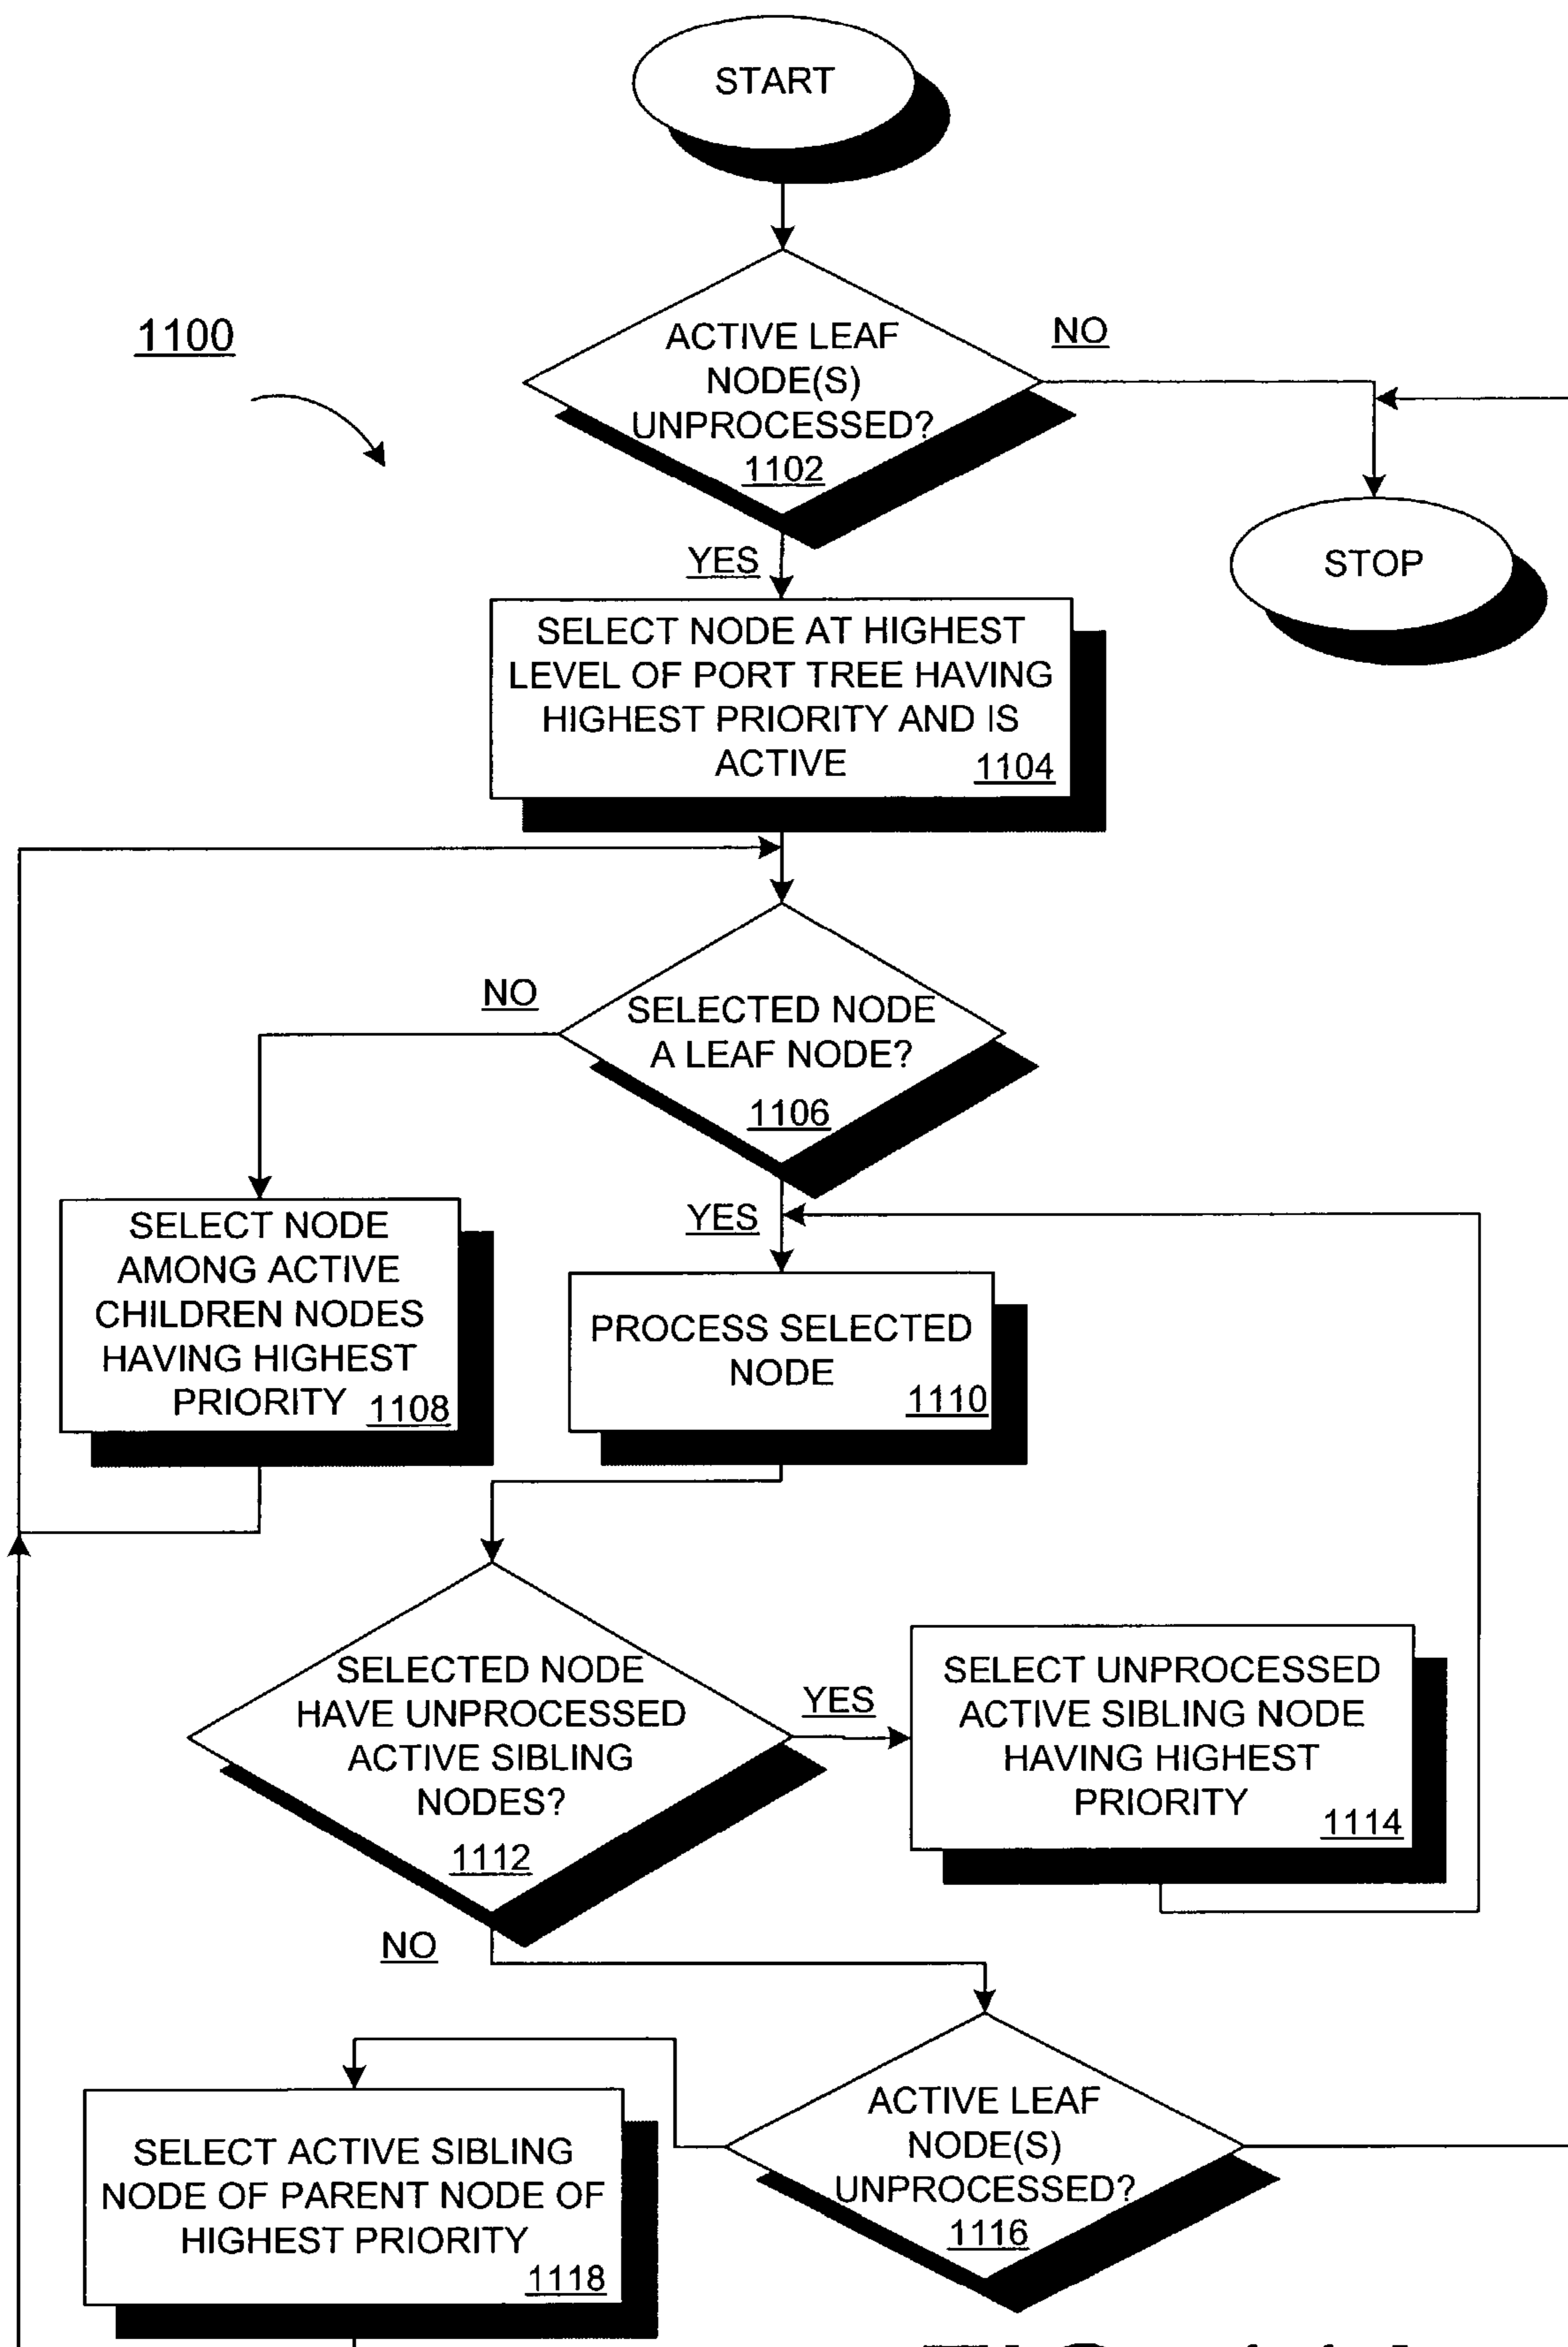 START
1100
ACTIVE LEAF
NODE(S)
UNPROCESSED?
1102
NO
STOP
YES
SELECT NODE AT HIGHEST
LEVEL OF PORT TREE HAVING
HIGHEST PRIORITY AND IS
ACTIVE
1104
NO
SELECTED NODE
A LEAF NODE?
1106
YES
SELECT NODE
AMONG ACTIVE
CHILDREN NODES
HAVING HIGHEST
PRIORITY
1108
PROCESS SELECTED
NODE
1110
SELECTED NODE
HAVE UNPROCESSED
ACTIVE SIBLING
NODES?
1112
YES
SELECT UNPROCESSED
ACTIVE SIBLING NODE
HAVING HIGHEST
PRIORITY
1114
NO
ACTIVE LEAF
NODE(S)
UNPROCESSED?
1116
SELECT ACTIVE SIBLING
NODE OF PARENT NODE OF
HIGHEST PRIORITY
1118